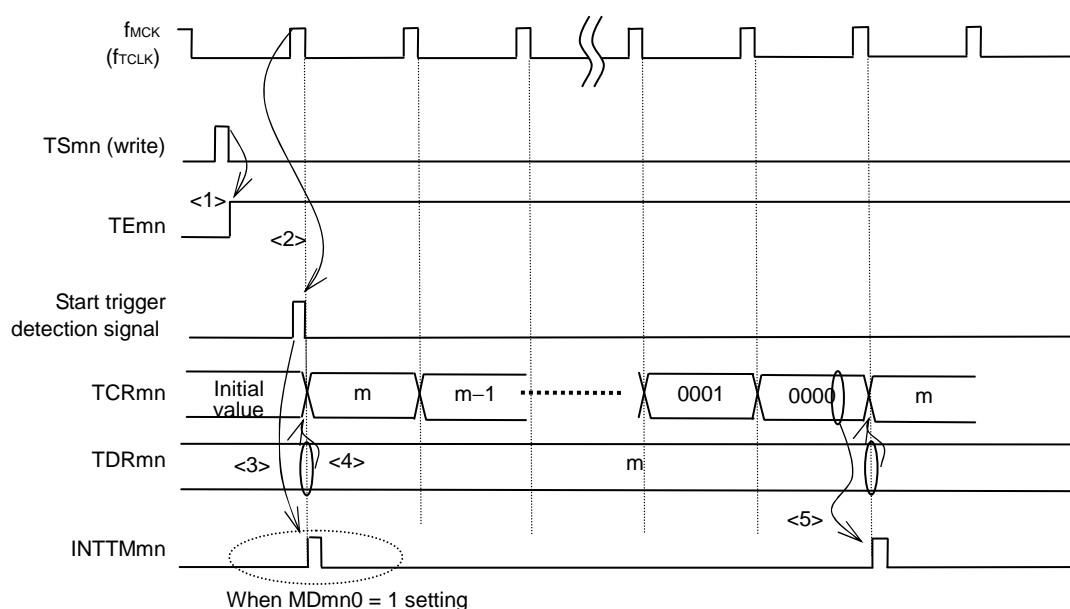 fMCK
(fTCLK)
TSmn (write)
<1>
TEmn
<2>
Start trigger
detection signal
TCRmn
Initial
value
m
m−1
0001
0000
m
TDRmn
<3>
<4>
m
<5>
INTTMmn
When MDmn0 = 1 setting